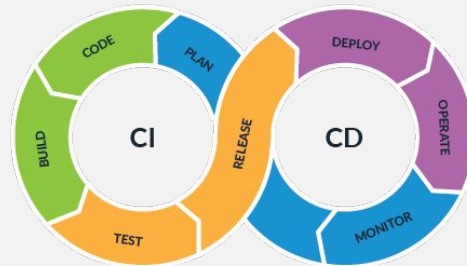 PLAN
CODE
BUILD
TEST
RELEASE
DEPLOY
OPERATE
MONITOR
CI
CD